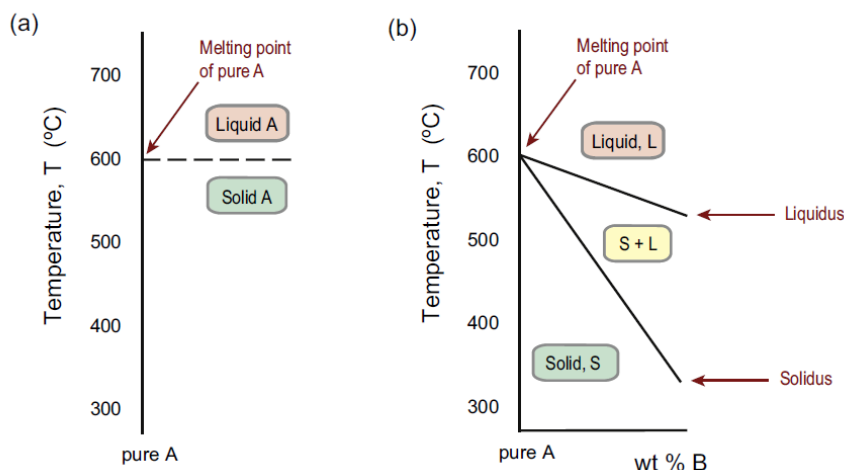 (a)
Melting point
of pure A
Temperature, T (ºC)
700
600
500
400
300
Liquid A
Solid A
pure A
(b)
Melting point
of pure A
Temperature, T (ºC)
700
600
500
400
300
Liquid, L
Liquidus
S + L
Solid, S
Solidus
pure A
wt % B